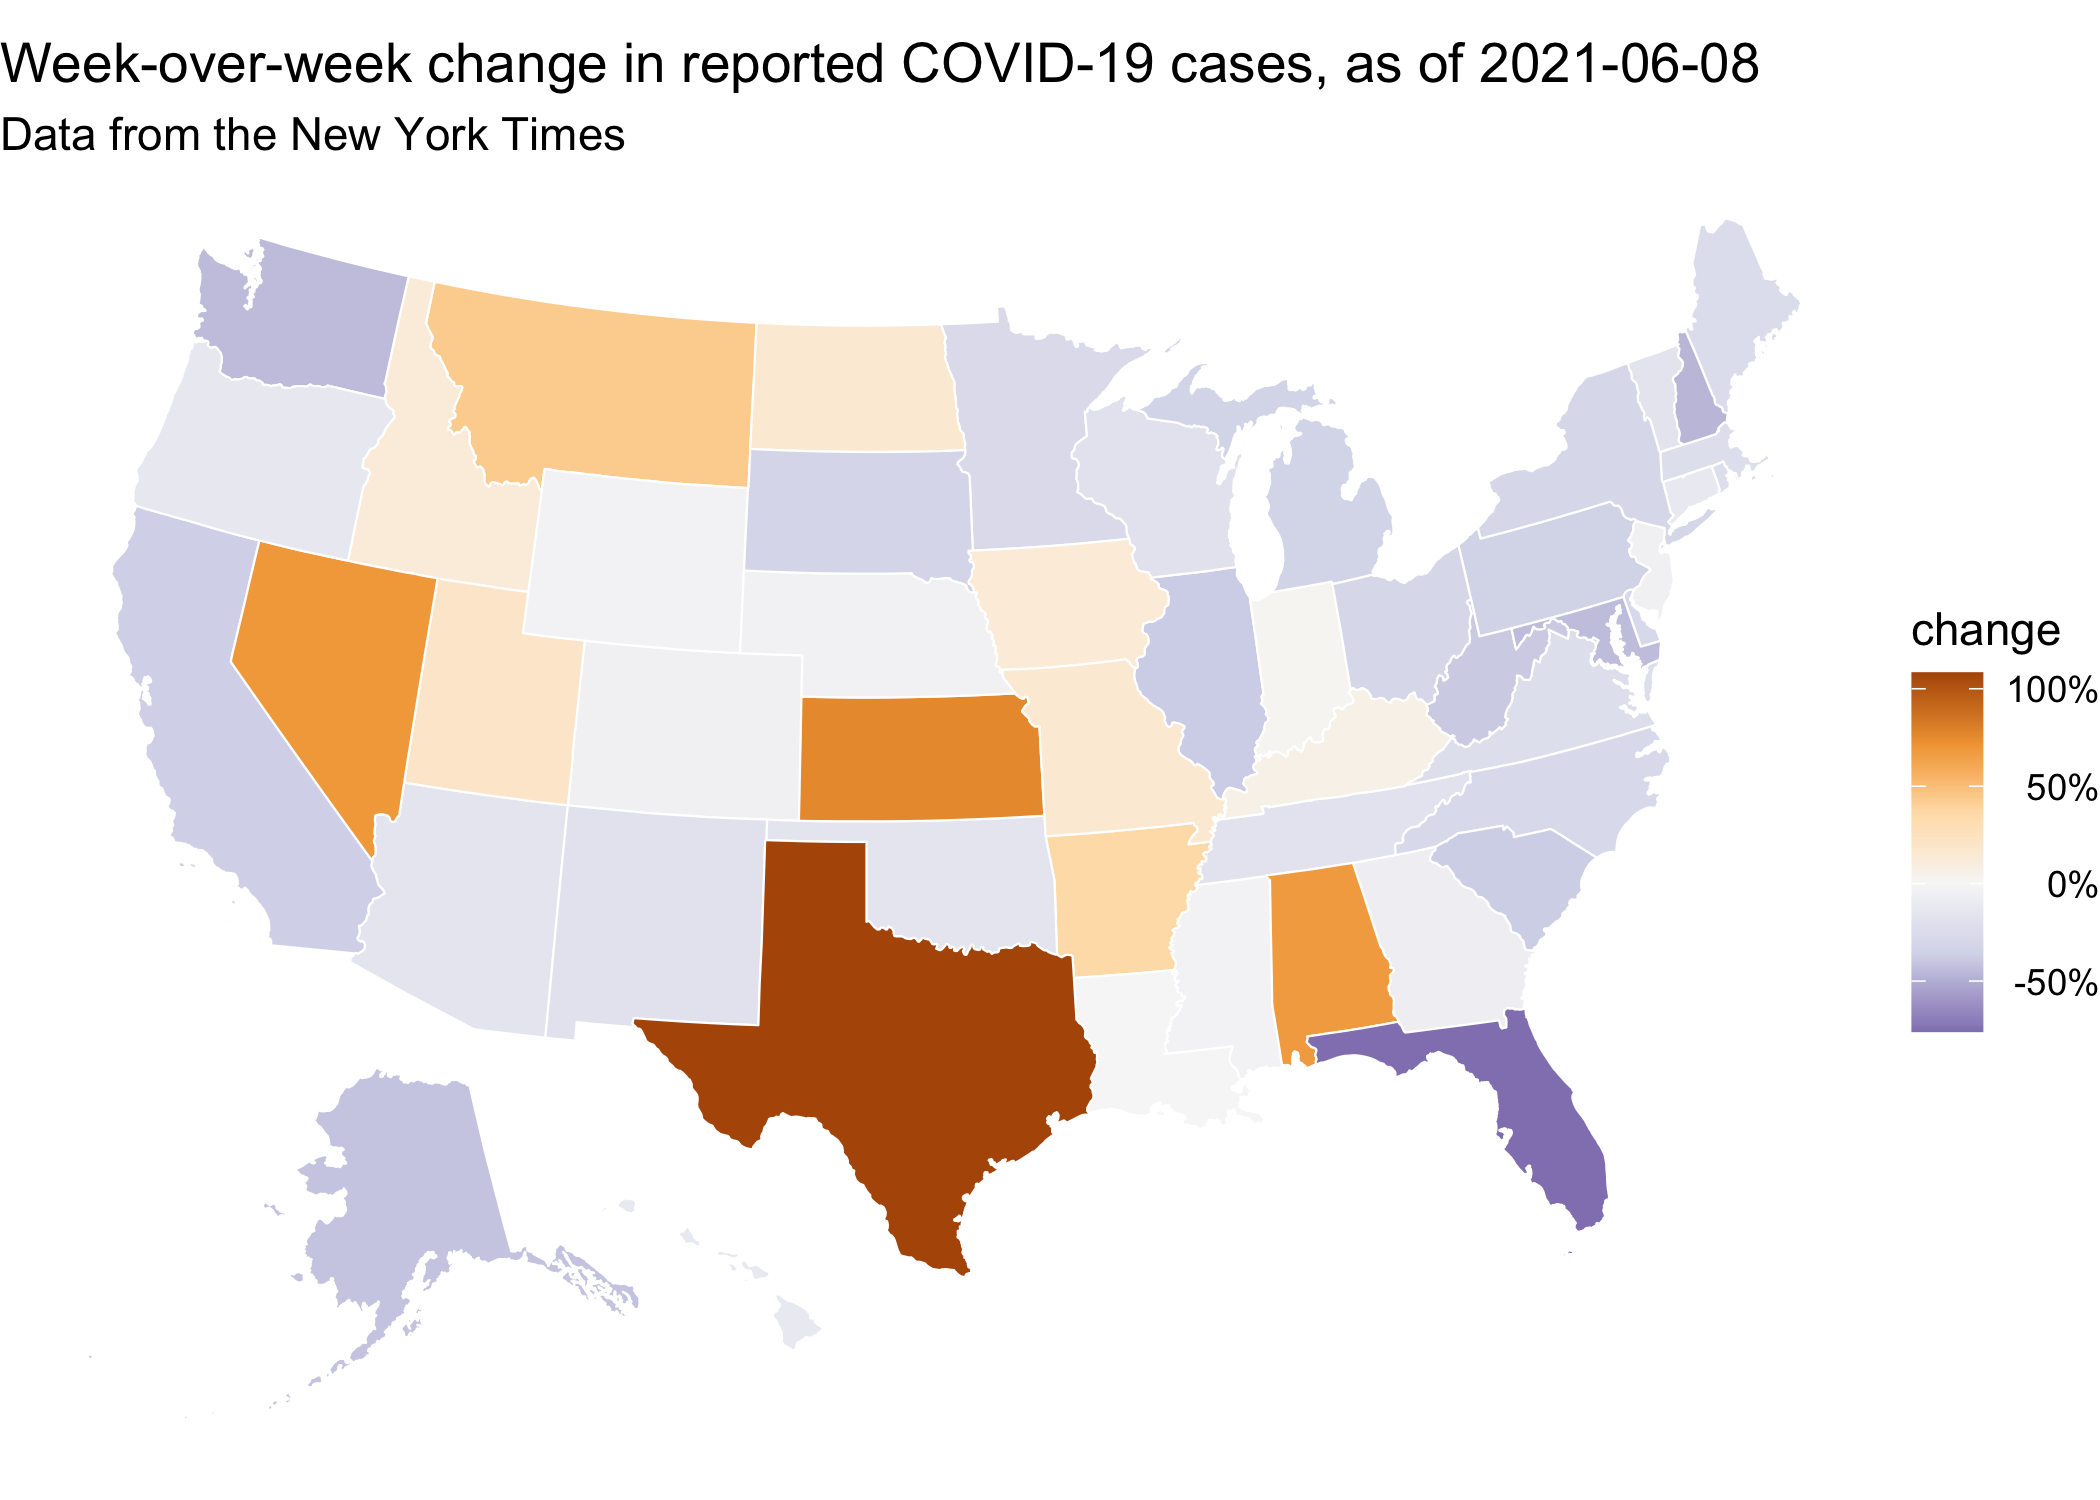 Week-over-week change in reported COVID-19 cases, as of 2021-06-08
Data from the New York Times
change
100%
50%
0%
-50%